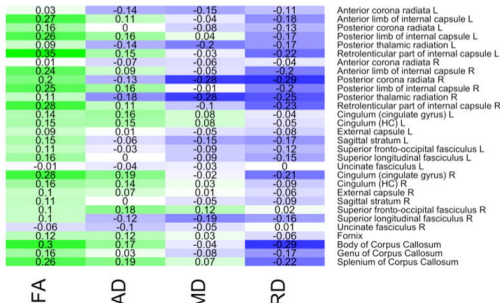 0.03 -0.14 -0.15 -0.11 Anterior corona radiata L
0.27 0.11 -0.04 -0.18 Anterior limb of internal capsule L
0.16 0 -0.08 -0.13 Posterior corona radiata L
0.26 0.16 0.04 -0.17 Posterior limb of internal capsule L
0.09 -0.14 -0.2 -0.17 Posterior thalamic radiation L
0.35 0.15 -0.03 -0.22 Retrolenticular part of internal capsule L
0.01 -0.07 -0.06 -0.04 Anterior corona radiata R
0.24 0.09 -0.05 -0.2 Anterior limb of internal capsule R
0.2 -0.13 -0.28 -0.29 Posterior corona radiata R
0.25 0.16 -0.01 -0.2 Posterior limb of internal capsule R
0.11 -0.18 -0.28 -0.25 Posterior thalamic radiation R
0.28 0.11 -0.1 -0.23 Retrolenticular part of internal capsule R
0.14 0.16 0.08 -0.04 Cingulum (cingulate gyrus) L
0.15 0.15 0.08 -0.05 Cingulum (HC) L
0.09 0.01 -0.05 -0.08 External capsule L
0.15 -0.06 -0.15 -0.17 Sagittal stratum L
0.11 -0.03 -0.09 -0.12 Superior fronto-occipital fasciculus L
0.16 0 -0.09 -0.15 Superior longitudinal fasciculus L
-0.01 -0.04 -0.03 0 Uncinate fasciculus L
0.28 0.19 -0.02 -0.21 Cingulum (cingulate gyrus) R
0.16 0.14 0.03 -0.09 Cingulum (HC) R
0.1 0.07 0.01 -0.06 External capsule R
0.11 0 -0.05 -0.09 Sagittal stratum R
0.1 0.18 0.12 0.02 Superior fronto-occipital fasciculus R
0.1 -0.12 -0.19 -0.16 Superior longitudinal fasciculus R
-0.06 -0.1 -0.05 0.01 Uncinate fasciculus R
0.12 0.12 0.03 -0.06 Fornix
0.3 0.17 -0.04 -0.29 Body of Corpus Callosum
0.16 0.03 -0.08 -0.17 Genu of Corpus Callosum
0.26 0.19 0.07 -0.22 Splenium of Corpus Callosum
FA AD MD RD